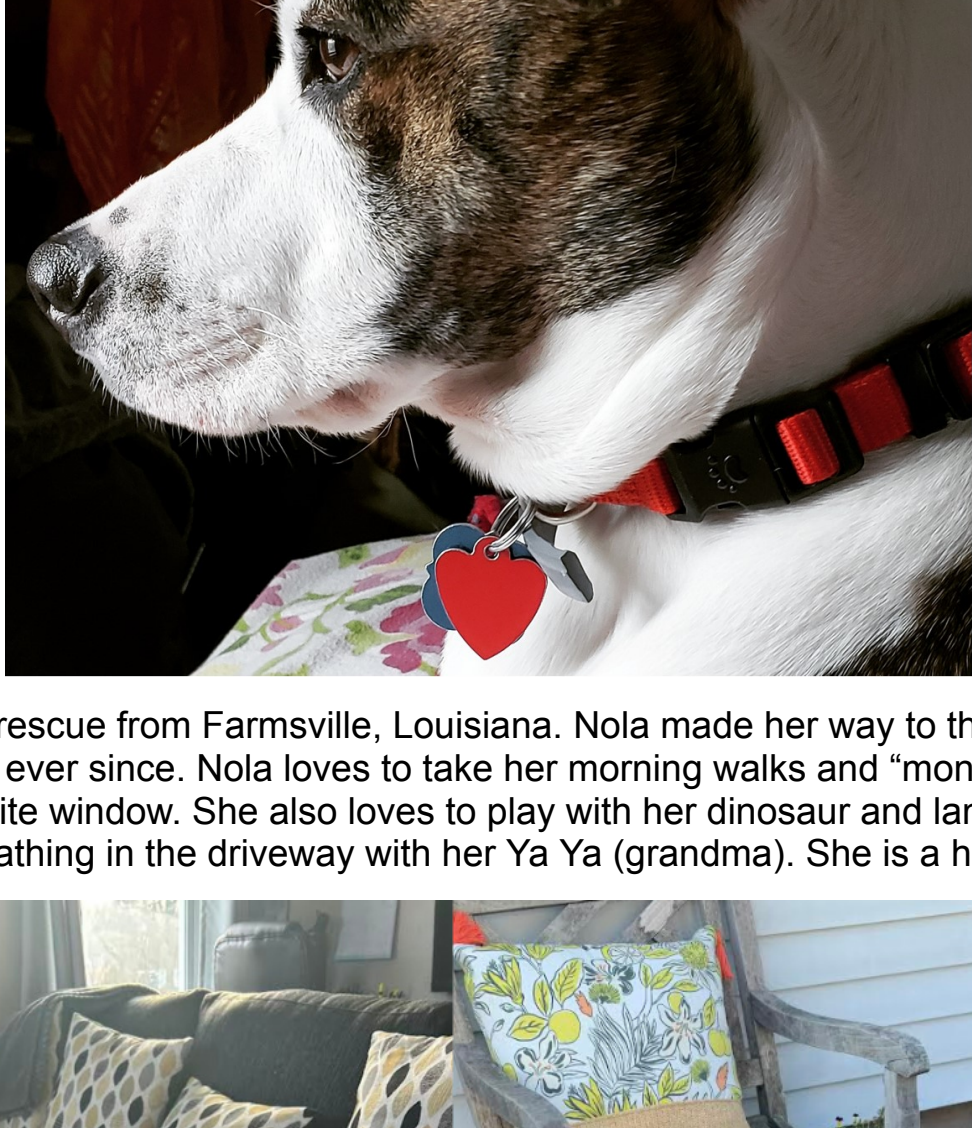 rescue from Farmsville, Louisiana. Nola made her way to th
ever since. Nola loves to take her morning walks and “mon
ite window. She also loves to play with her dinosaur and lar
athing in the driveway with her Ya Ya (grandma). She is a h